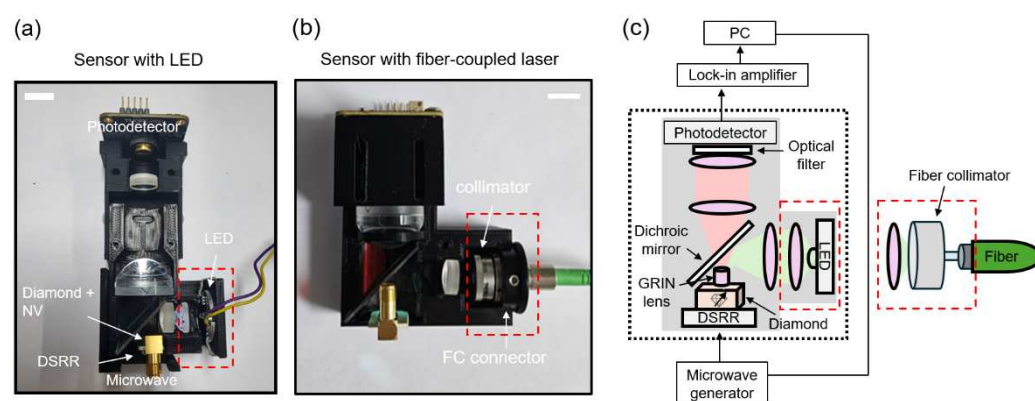 (a)
Sensor with LED
Photodetector
LED
Diamond +
NV
DSRR
Microwave
(b)
Sensor with fiber-coupled laser
collimator
FC connector
(c)
PC
Lock-in amplifier
Photodetector
Optical
filter
Fiber collimator
Dichroic
mirror
LED
Fiber
GRIN
lens
DSRR
Diamond
Microwave
generator